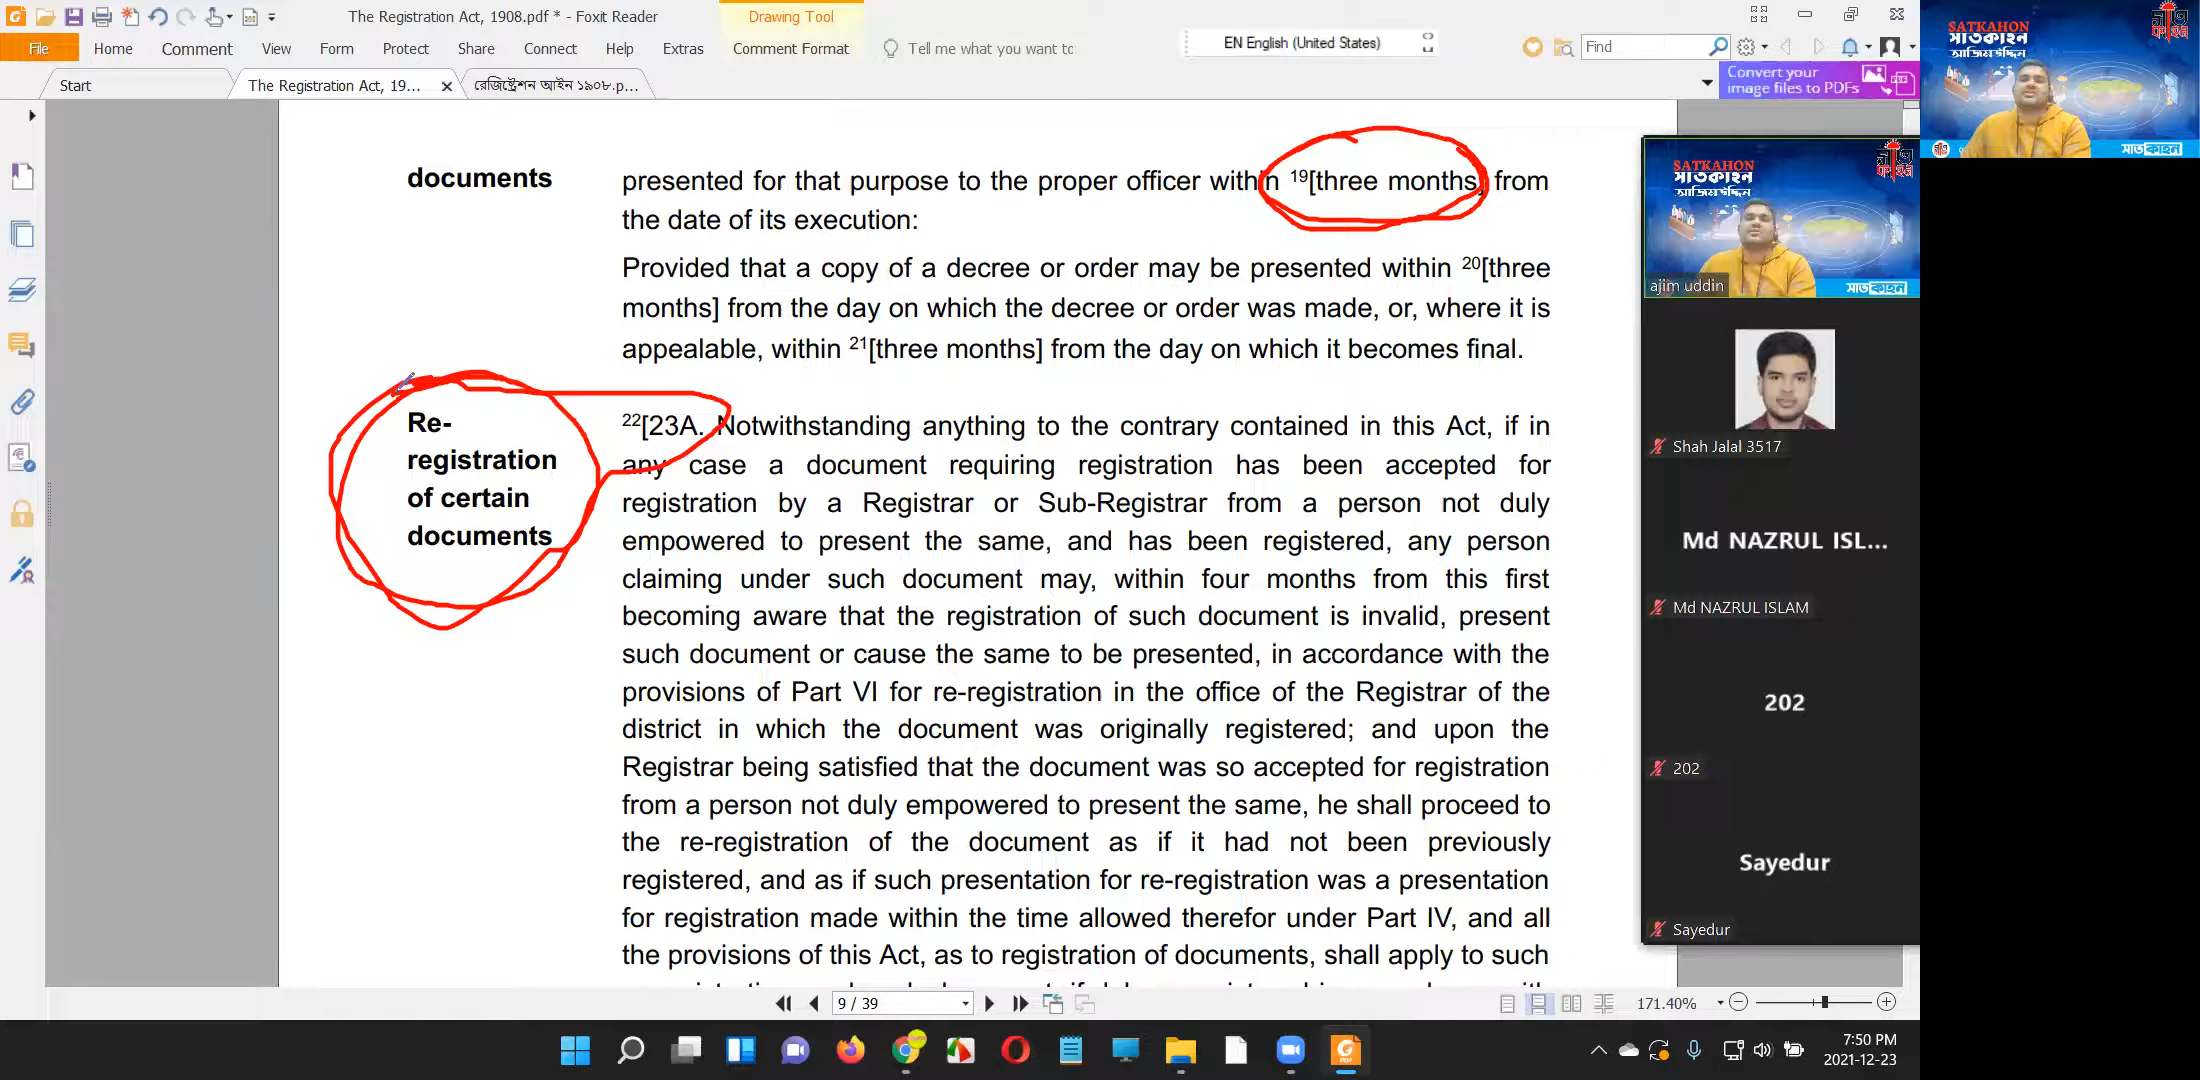 The Registration Act, 1908.pdf * - Foxit Reader
Drawing Tool
EN English (United States)
File Home Comment View Form Protect Share Connect Help Extras Comment Format Tell me what you want to
Find
Start
The Registration Act, 19...
রেজিষ্ট্রেশন আইন ১৯০৮.p...
Convert your
image files to PDFs
documents
presented for that purpose to the proper officer within 19[three months] from
the date of its execution:
Provided that a copy of a decree or order may be presented within 20[three
months] from the day on which the decree or order was made, or, where it is
appealable, within 21[three months] from the day on which it becomes final.
Re-
registration
of certain
documents
22[23A. Notwithstanding anything to the contrary contained in this Act, if in
any case a document requiring registration has been accepted for
registration by a Registrar or Sub-Registrar from a person not duly
empowered to present the same, and has been registered, any person
claiming under such document may, within four months from this first
becoming aware that the registration of such document is invalid, present
such document or cause the same to be presented, in accordance with the
provisions of Part VI for re-registration in the office of the Registrar of the
district in which the document was originally registered; and upon the
Registrar being satisfied that the document was so accepted for registration
from a person not duly empowered to present the same, he shall proceed to
the re-registration of the document as if it had not been previously
registered, and as if such presentation for re-registration was a presentation
for registration made within the time allowed therefor under Part IV, and all
the provisions of this Act, as to registration of documents, shall apply to such
SATKAHON
সাতকাহন
আজিমউদ্দিন
সাতকাহন
SATKAHON
সাতকাহন
আজিমউদ্দিন
ajim uddin
সাতকাহন
Shah Jalal 3517
Md NAZRUL ISL...
Md NAZRUL ISLAM
202
202
Sayedur
Sayedur
9 / 39
171.40%
7:50 PM
2021-12-23